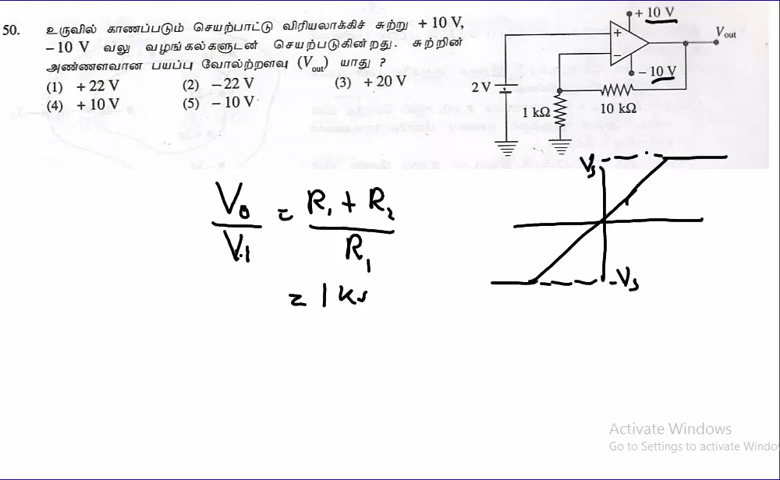 50. உருவில் காணப்படும் செயற்பாட்டு விரியலாக்கிச் சுற்று + 10 V,
– 10 V வலு வழங்கல்களுடன் செயற்படுகின்றது. சுற்றின்
அண்ணளவான பயப்பு வோல்ற்றளவு (Vout) யாது ?
(1) + 22 V (2) – 22 V (3) + 20 V
(4) + 10 V (5) – 10 V
+ 10 V
Vout
+
–
– 10 V
2 V
1 kΩ
10 kΩ
V0/V1 = R1 + R2/R1
= 1 k
Vs
-Vs
Activate Windows
Go to Settings to activate Windo